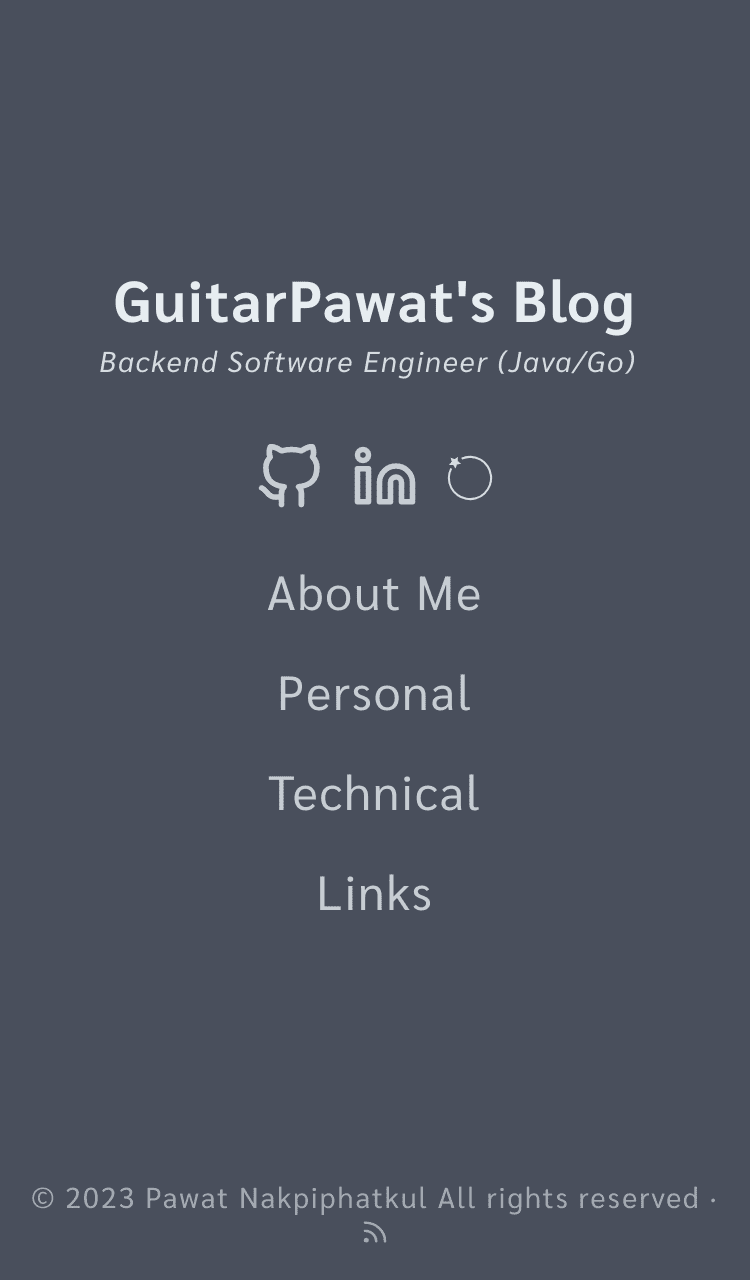 GuitarPawat's Blog
Backend Software Engineer (Java/Go)
About Me
Personal
Technical
Links
© 2023 Pawat Nakpiphatkul All rights reserved ·